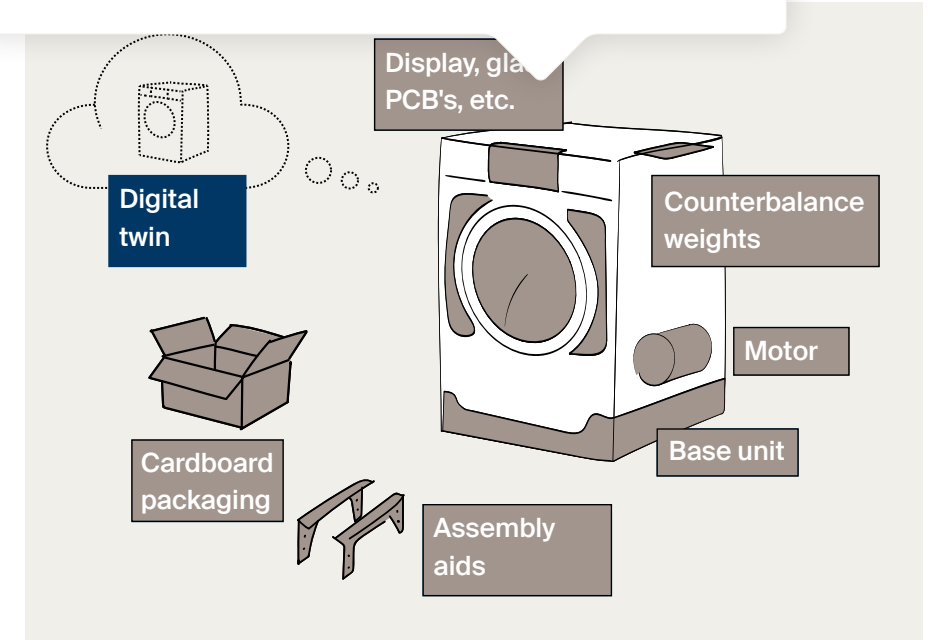 Display,
PCB's, etc.
Digital
twin
Counterbalance
weights
Motor
Base unit
Cardboard
packaging
Assembly
aids